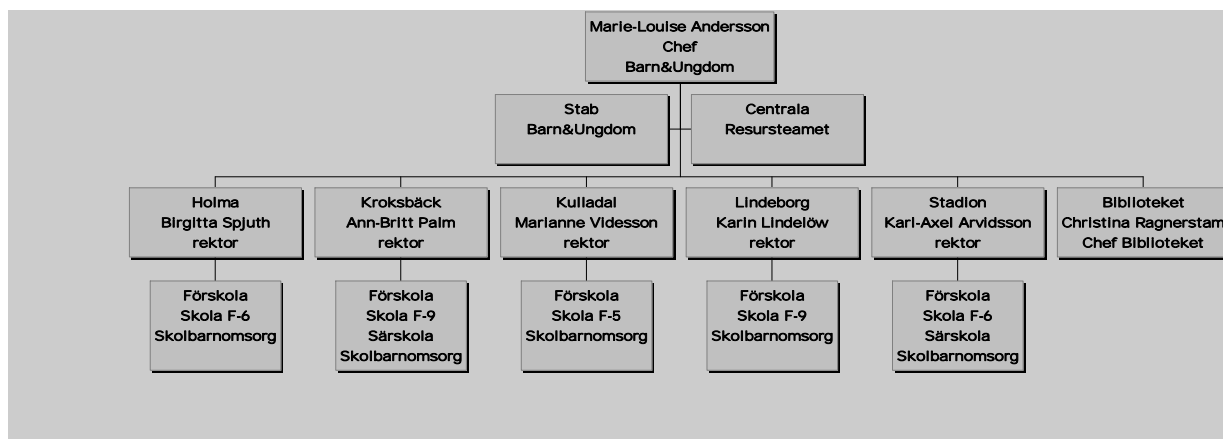 Marie-Louise Andersson
Chef
Barn&Ungdom
Stab
Barn&Ungdom
Centrala
Resursteamet
Holma
Birgitta Spjuth
rektor
Kroksbäck
Ann-Britt Palm
rektor
Kulladal
Marianne Videsson
rektor
Lindeborg
Karin Lindelöw
rektor
Stadion
Karl-Axel Arvidsson
rektor
Biblioteket
Christina Ragnerstam
Chef Biblioteket
Förskola
Skola F-6
Skolbarnomsorg
Förskola
Skola F-9
Särskola
Skolbarnomsorg
Förskola
Skola F-5
Skolbarnomsorg
Förskola
Skola F-9
Skolbarnomsorg
Förskola
Skola F-6
Särskola
Skolbarnomsorg